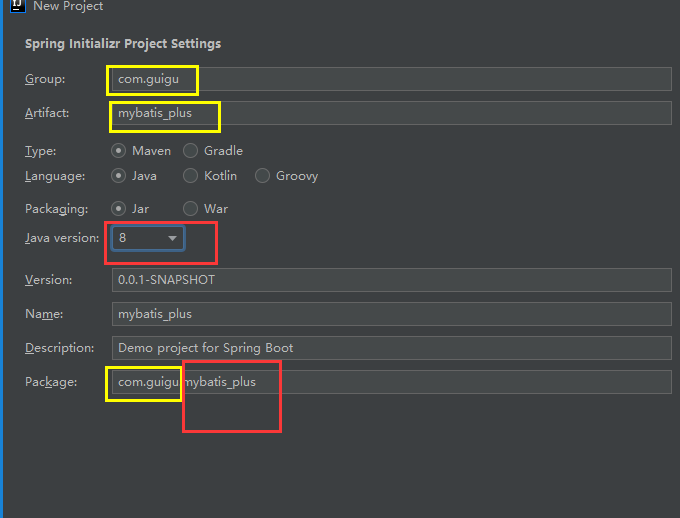 IJ New Project
Spring Initializr Project Settings
Group: com.guigu
Artifact: mybatis_plus
Type: Maven Gradle
Language: Java Kotlin Groovy
Packaging: Jar War
Java version: 8
Version: 0.0.1-SNAPSHOT
Name: mybatis_plus
Description: Demo project for Spring Boot
Package: com.guigu.mybatis_plus